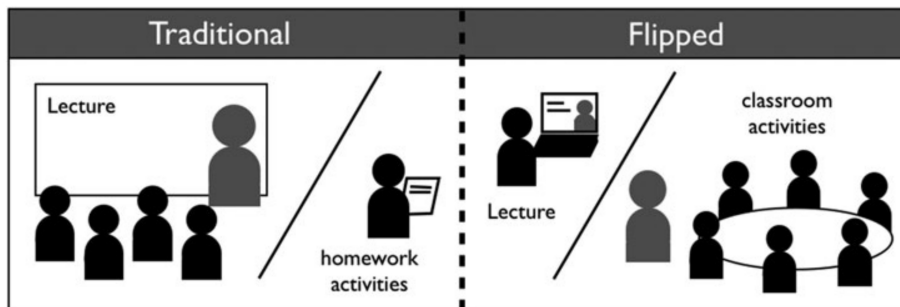 Traditional
Flipped
Lecture
homework
activities
Lecture
classroom
activities